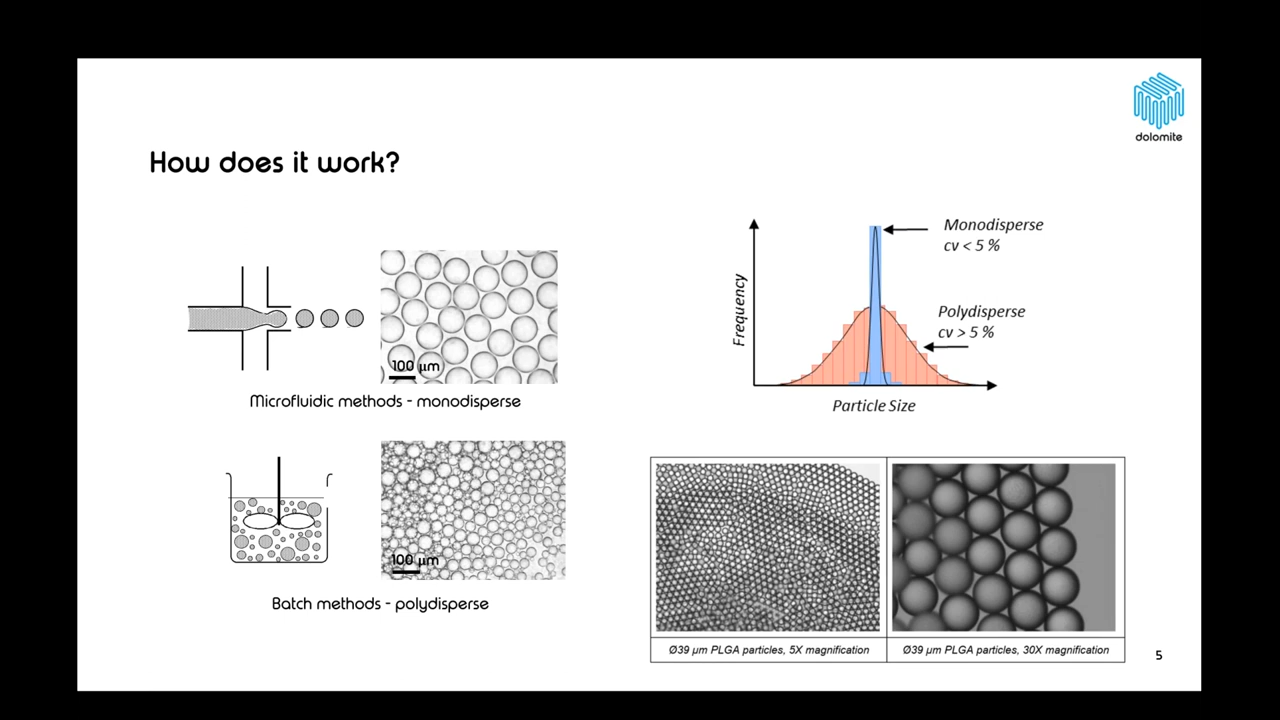 dolomite
How does it work?
100 µm
Microfluidic methods - monodisperse
100 µm
Batch methods - polydisperse
Monodisperse
cv < 5 %
Polydisperse
cv > 5 %
Frequency
Particle Size
Ø39 µm PLGA particles, 5X magnification
Ø39 µm PLGA particles, 30X magnification
5